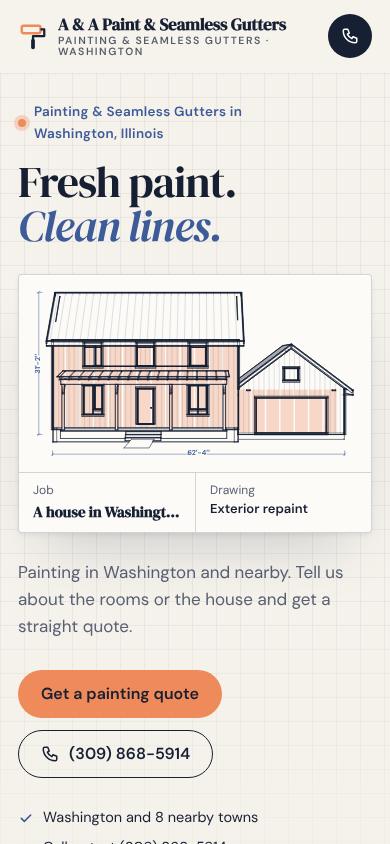 A & A Paint & Seamless Gutters
PAINTING & SEAMLESS GUTTERS ·
WASHINGTON
Painting & Seamless Gutters in
Washington, Illinois
Fresh paint.
Clean lines.
31'-2"
62'-4"
Job
A house in Washingt...
Drawing
Exterior repaint
Painting in Washington and nearby. Tell us
about the rooms or the house and get a
straight quote.
Get a painting quote
(309) 868-5914
Washington and 8 nearby towns